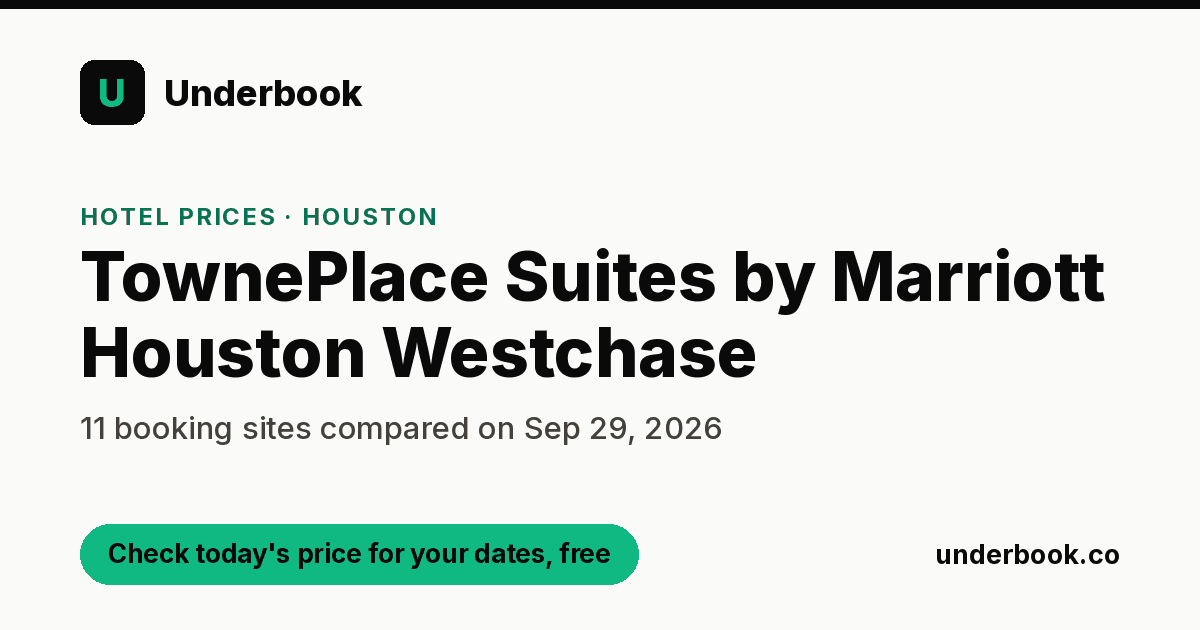 U Underbook
HOTEL PRICES · HOUSTON
TownePlace Suites by Marriott
Houston Westchase
11 booking sites compared on Sep 29, 2026
Check today's price for your dates, free
underbook.co